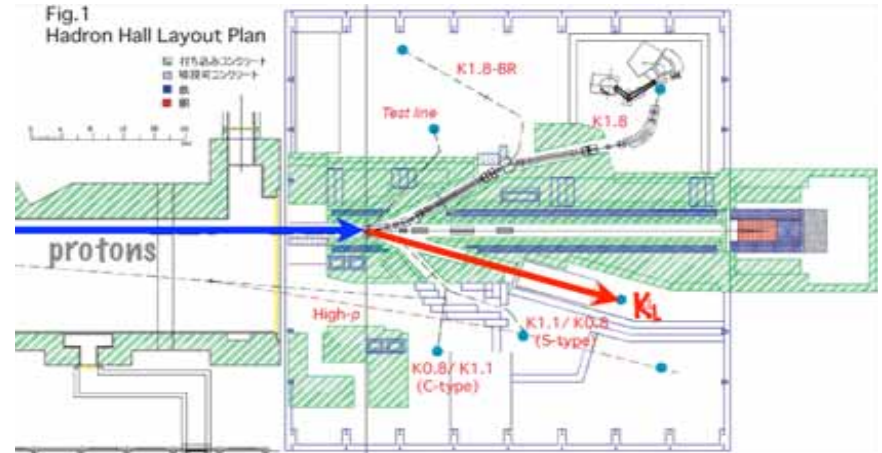 Fig.1
Hadron Hall Layout Plan
打ち込みコンクリート
鉄
銅
K1.8-BR
Test line
K1.8
protons
High-p
KL
K1.1/ K0.8
(S-type)
K0.8/ K1.1
(C-type)